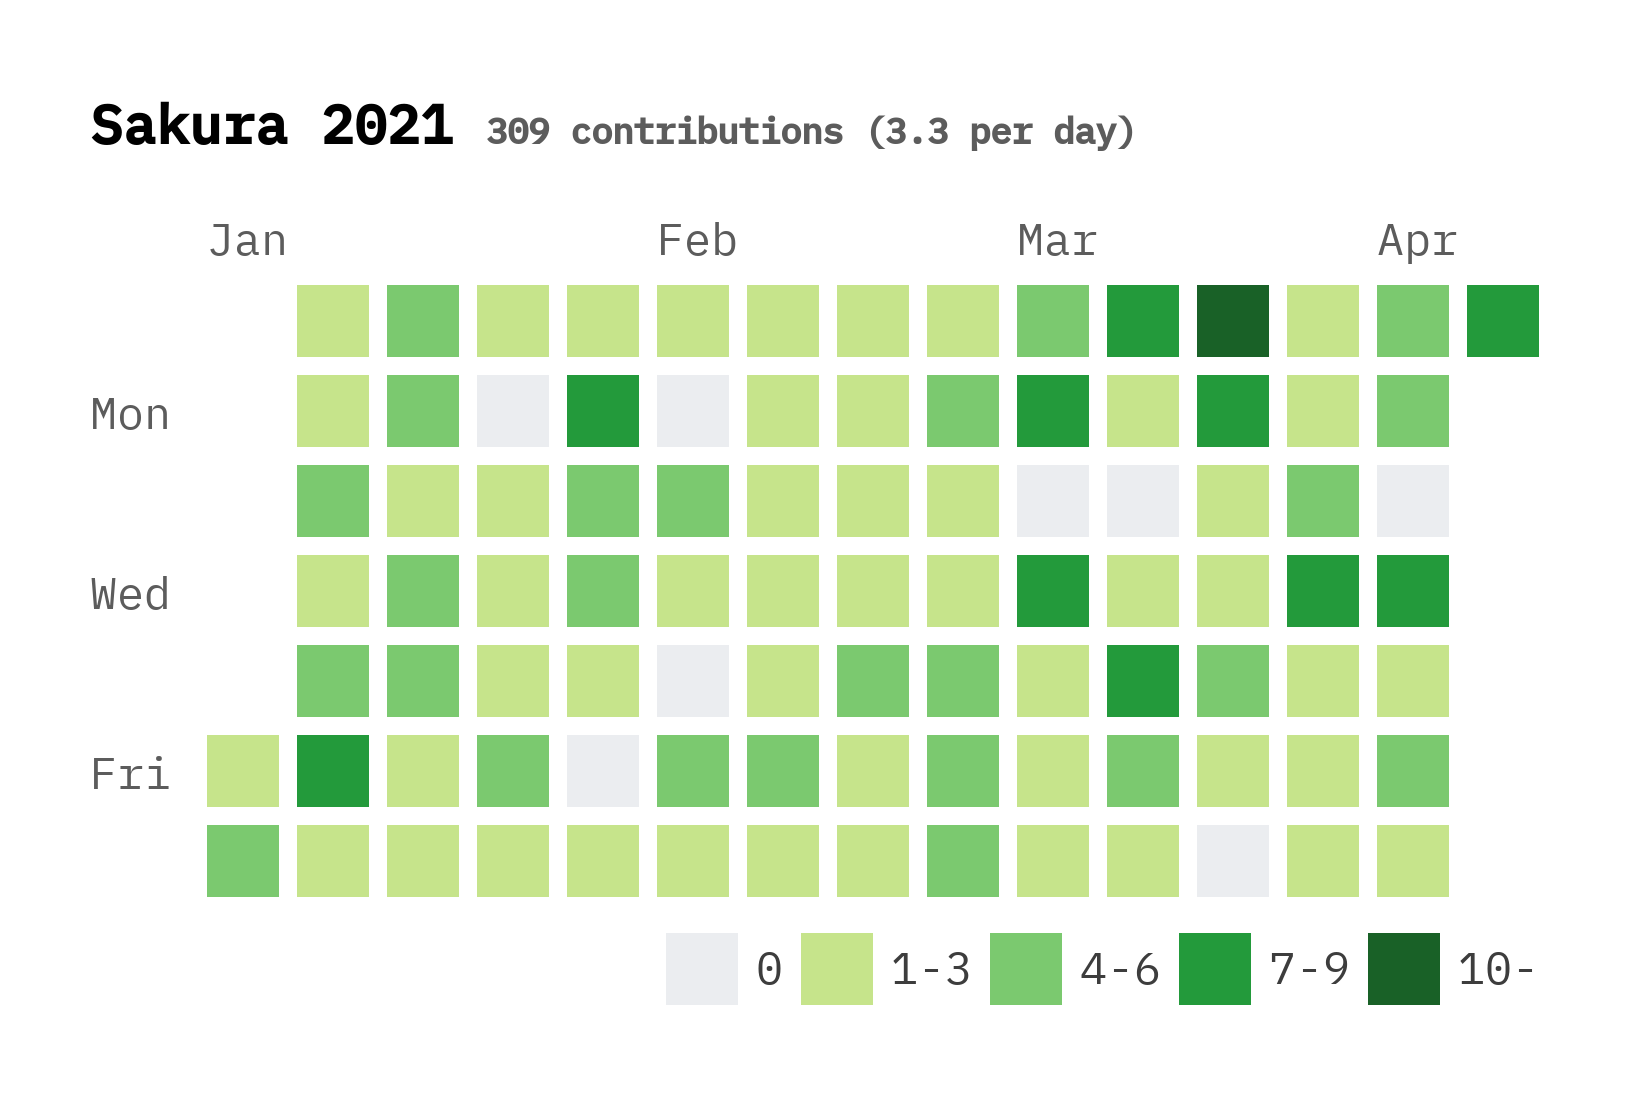 Sakura 2021 309 contributions (3.3 per day)
Jan Feb Mar Apr
Mon
Wed
Fri
0 1-3 4-6 7-9 10-